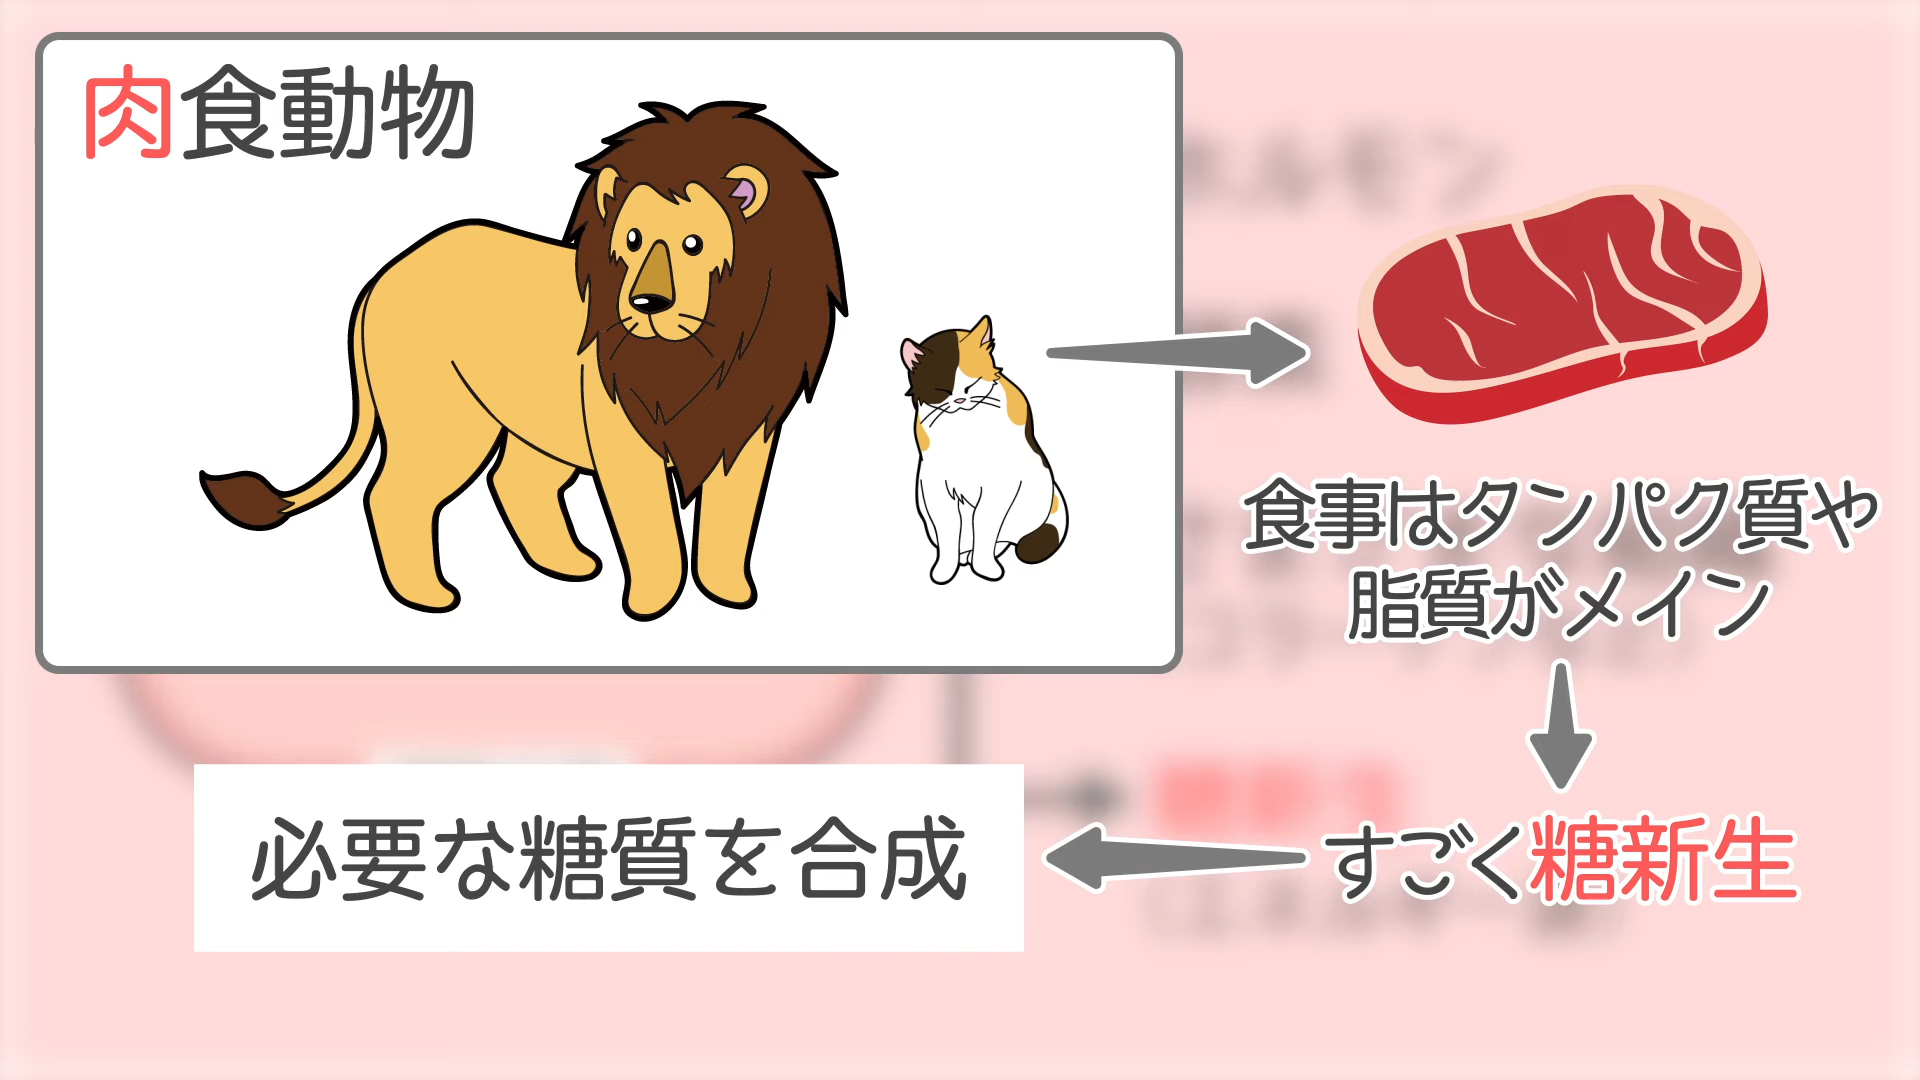 肉食動物
食事はタンパク質や
脂質がメイン
すごく糖新生
必要な糖質を合成